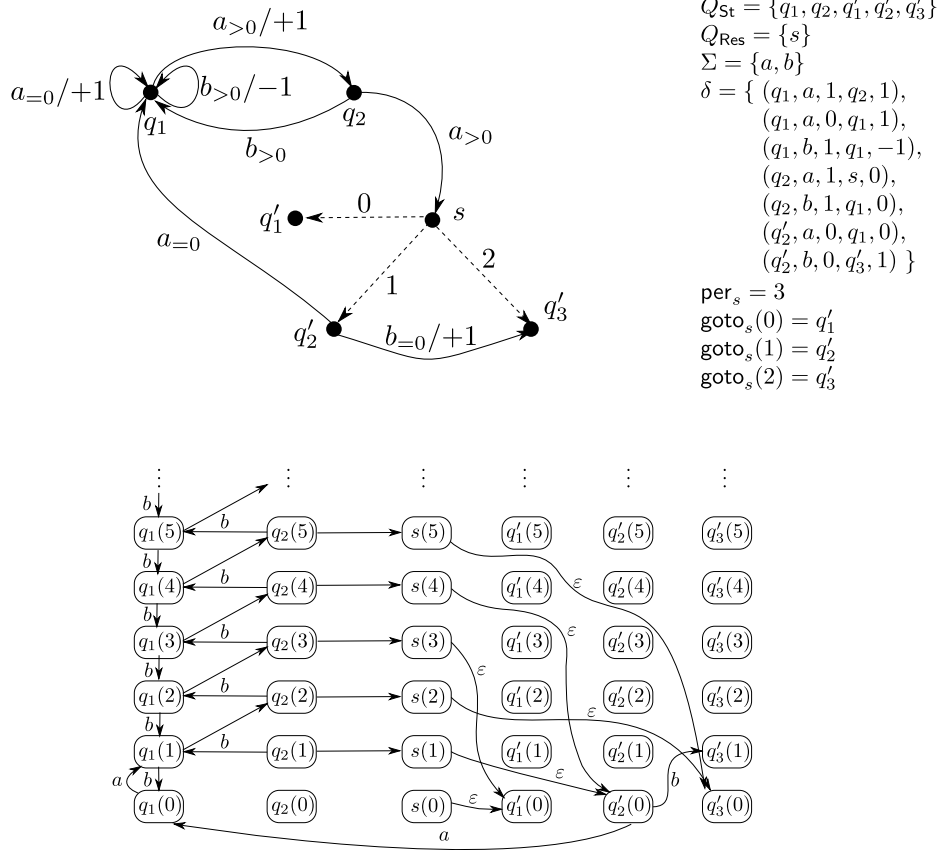 a>0/+1
a=0/+1
b>0/−1
q1
q2
b>0
a>0
q′1
0
s
a=0
1
2
q′2
q′3
b=0/+1
QSt = {q1, q2, q′1, q′2, q′3}
QRes = {s}
Σ = {a, b}
δ = { (q1, a, 1, q2, 1),
(q1, a, 0, q1, 1),
(q1, b, 1, q1, −1),
(q2, a, 1, s, 0),
(q2, b, 1, q1, 0),
(q′2, a, 0, q1, 0),
(q′2, b, 0, q′3, 1) }
pers = 3
gotos(0) = q′1
gotos(1) = q′2
gotos(2) = q′3
⋮ ⋮ ⋮ ⋮ ⋮ ⋮
b
q1(5) b q2(5) s(5) q′1(5) q′2(5) q′3(5)
b ε
q1(4) b q2(4) s(4) q′1(4) q′2(4) q′3(4)
b ε
q1(3) b q2(3) s(3) q′1(3) q′2(3) q′3(3)
b ε
q1(2) b q2(2) s(2) q′1(2) q′2(2) q′3(2)
b ε
q1(1) b q2(1) s(1) q′1(1) q′2(1) q′3(1)
a b ε b
q1(0) q2(0) s(0) ε q′1(0) q′2(0) q′3(0)
a